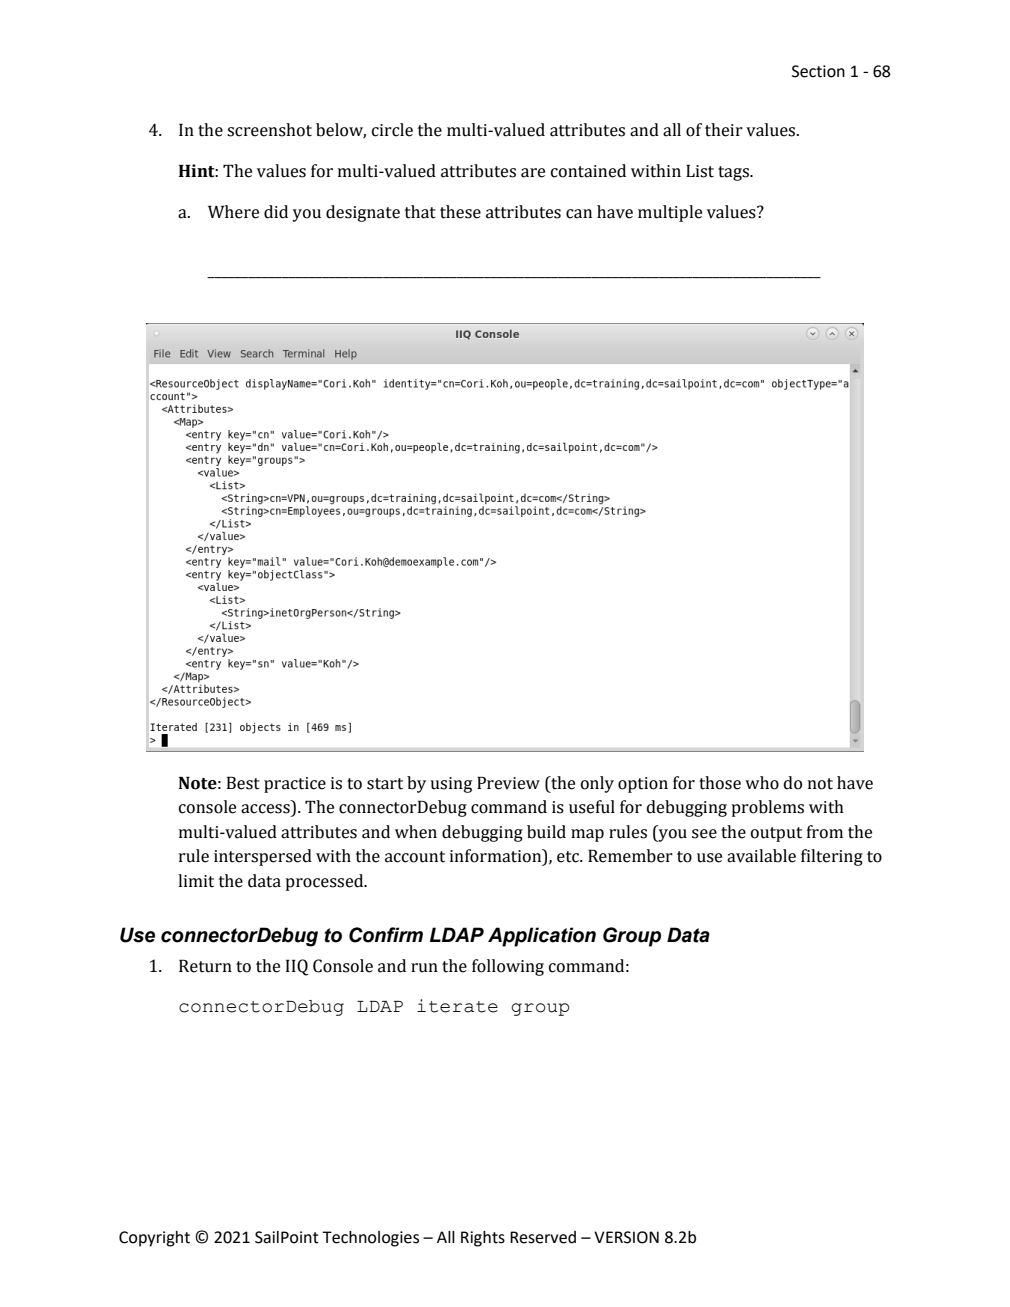 Section 1 - 68
4. In the screenshot below, circle the multi-valued attributes and all of their values.
Hint: The values for multi-valued attributes are contained within List tags.
a. Where did you designate that these attributes can have multiple values?
IIQ Console
File Edit View Search Terminal Help
<ResourceObject displayName="Cori.Koh" identity="cn=Cori.Koh,ou=people,dc=training,dc=sailpoint,dc=com" objectType="a
ccount">
<Attributes>
<Map>
<entry key="cn" value="Cori.Koh"/>
<entry key="dn" value="cn=Cori.Koh,ou=people,dc=training,dc=sailpoint,dc=com"/>
<entry key="groups">
<value>
<List>
<String>cn=VPN,ou=groups,dc=training,dc=sailpoint,dc=com</String>
<String>cn=Employees,ou=groups,dc=training,dc=sailpoint,dc=com</String>
</List>
</value>
</entry>
<entry key="mail" value="Cori.Koh@demoexample.com"/>
<entry key="objectClass">
<value>
<List>
<String>inetOrgPerson</String>
</List>
</value>
</entry>
<entry key="sn" value="Koh"/>
</Map>
</Attributes>
</ResourceObject>
Iterated [231] objects in [469 ms]
>
Note: Best practice is to start by using Preview (the only option for those who do not have
console access). The connectorDebug command is useful for debugging problems with
multi-valued attributes and when debugging build map rules (you see the output from the
rule interspersed with the account information), etc. Remember to use available filtering to
limit the data processed.
Use connectorDebug to Confirm LDAP Application Group Data
1. Return to the IIQ Console and run the following command:
connectorDebug LDAP iterate group
Copyright © 2021 SailPoint Technologies – All Rights Reserved – VERSION 8.2b